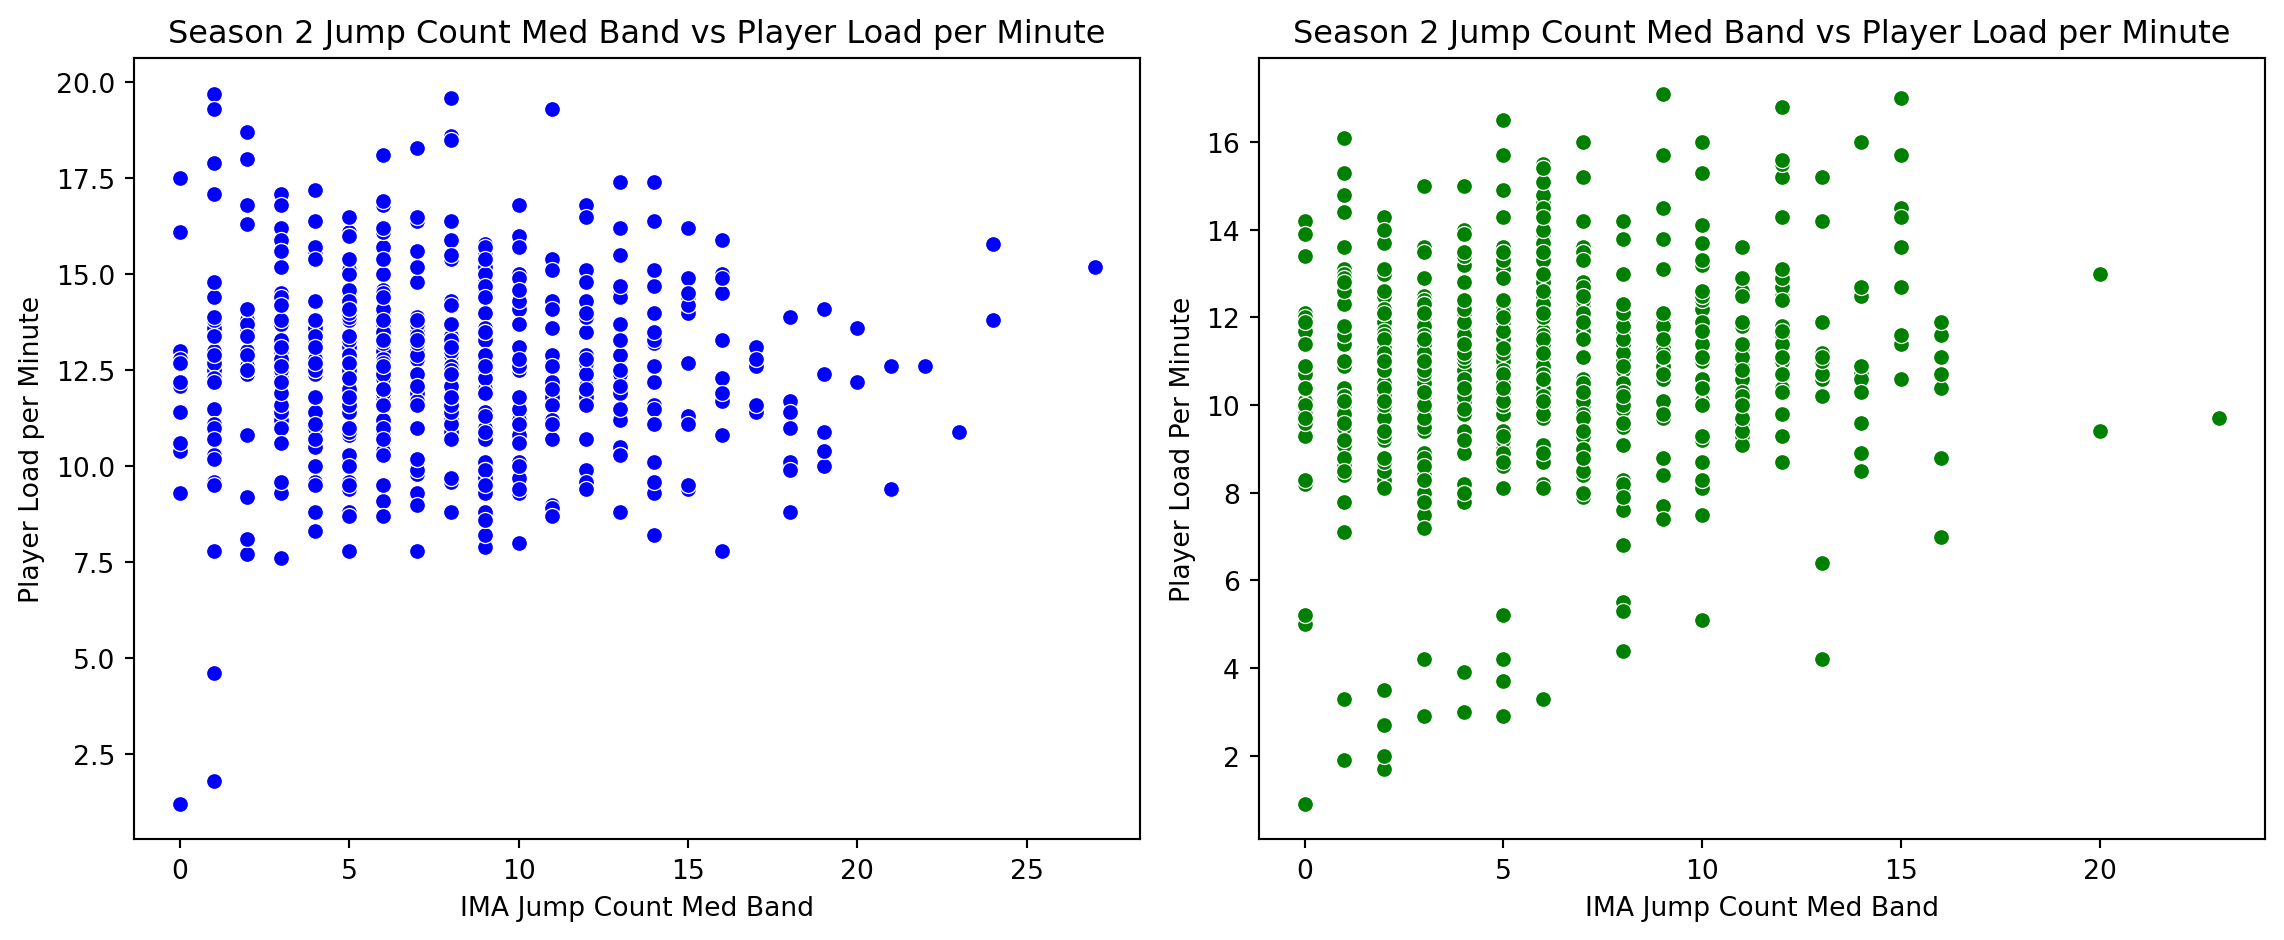 Season 2 Jump Count Med Band vs Player Load per Minute
Player Load per Minute
20.0
17.5
15.0
12.5
10.0
7.5
5.0
2.5
0 5 10 15 20 25
IMA Jump Count Med Band
Season 2 Jump Count Med Band vs Player Load per Minute
Player Load Per Minute
16
14
12
10
8
6
4
2
0 5 10 15 20
IMA Jump Count Med Band